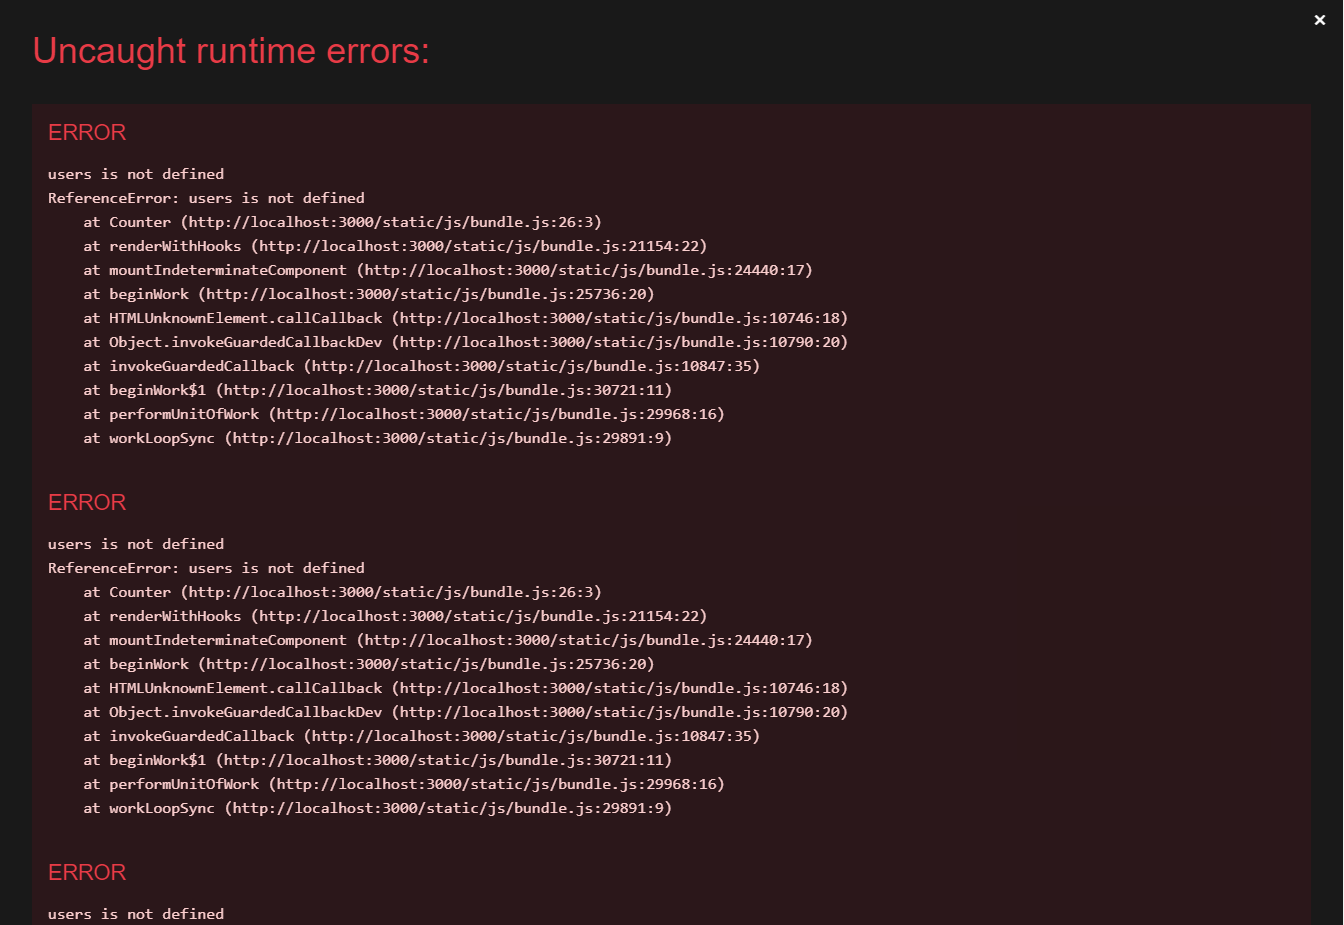 ×
Uncaught runtime errors:
ERROR
users is not defined
ReferenceError: users is not defined
at Counter (http://localhost:3000/static/js/bundle.js:26:3)
at renderWithHooks (http://localhost:3000/static/js/bundle.js:21154:22)
at mountIndeterminateComponent (http://localhost:3000/static/js/bundle.js:24440:17)
at beginWork (http://localhost:3000/static/js/bundle.js:25736:20)
at HTMLUnknownElement.callCallback (http://localhost:3000/static/js/bundle.js:10746:18)
at Object.invokeGuardedCallbackDev (http://localhost:3000/static/js/bundle.js:10790:20)
at invokeGuardedCallback (http://localhost:3000/static/js/bundle.js:10847:35)
at beginWork$1 (http://localhost:3000/static/js/bundle.js:30721:11)
at performUnitOfWork (http://localhost:3000/static/js/bundle.js:29968:16)
at workLoopSync (http://localhost:3000/static/js/bundle.js:29891:9)
ERROR
users is not defined
ReferenceError: users is not defined
at Counter (http://localhost:3000/static/js/bundle.js:26:3)
at renderWithHooks (http://localhost:3000/static/js/bundle.js:21154:22)
at mountIndeterminateComponent (http://localhost:3000/static/js/bundle.js:24440:17)
at beginWork (http://localhost:3000/static/js/bundle.js:25736:20)
at HTMLUnknownElement.callCallback (http://localhost:3000/static/js/bundle.js:10746:18)
at Object.invokeGuardedCallbackDev (http://localhost:3000/static/js/bundle.js:10790:20)
at invokeGuardedCallback (http://localhost:3000/static/js/bundle.js:10847:35)
at beginWork$1 (http://localhost:3000/static/js/bundle.js:30721:11)
at performUnitOfWork (http://localhost:3000/static/js/bundle.js:29968:16)
at workLoopSync (http://localhost:3000/static/js/bundle.js:29891:9)
ERROR
users is not defined